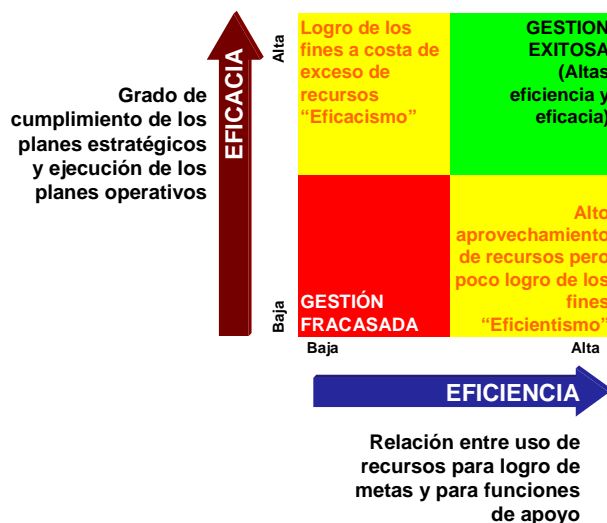 Grado de
cumplimiento de los
planes estratégicos
y ejecución de los
planes operativos
EFICACIA
Alta
Baja
Logro de los
fines a costa de
exceso de
recursos
“Eficacismo”
GESTION
EXITOSA
(Altas
eficiencia y
eficacia)
GESTIÓN
FRACASADA
Alto
aprovechamiento
de recursos pero
poco logro de los
fines
“Eficientismo”
Baja
Alta
EFICIENCIA
Relación entre uso de
recursos para logro de
metas y para funciones
de apoyo